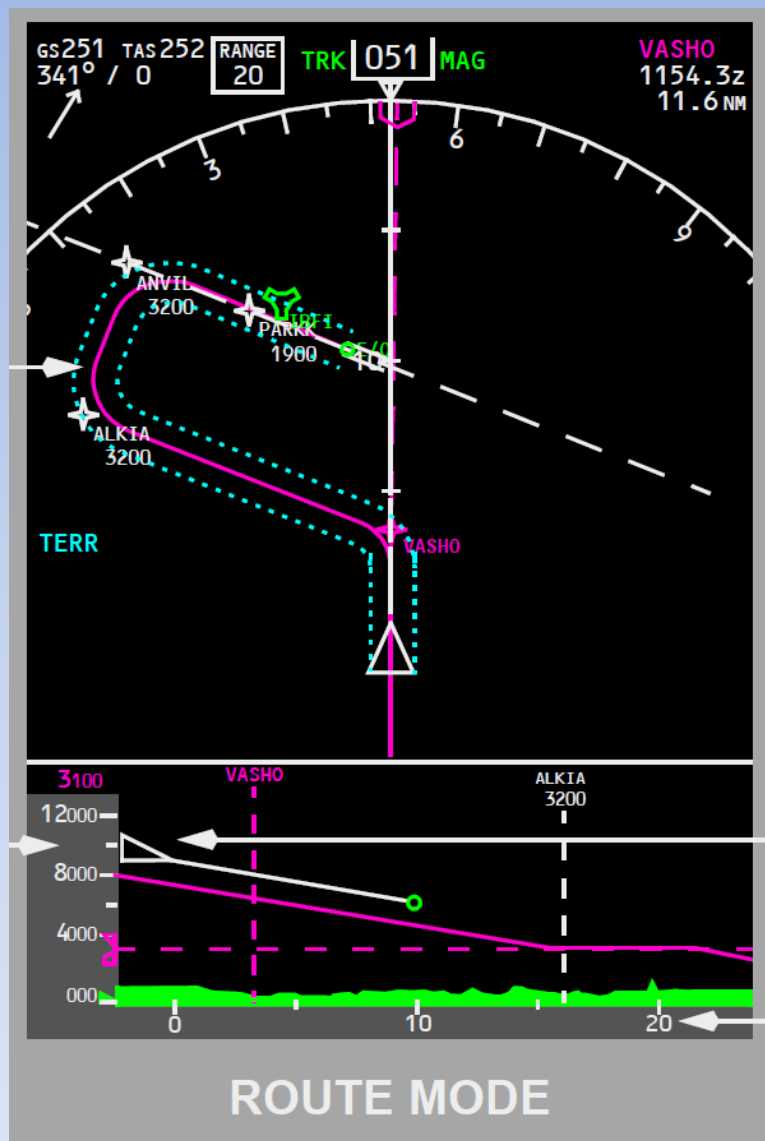 GS251 TAS252 RANGE 20 TRK 051 MAG VASHO
341° / 0 1154.3z
11.6NM
3 6 9
ANVIL
3200
IBFI
PARKK
1900
10
ALKIA
3200
TERR
VASHO
3100 VASHO ALKIA
3200
12000
8000
4000
000
0 10 20
ROUTE MODE